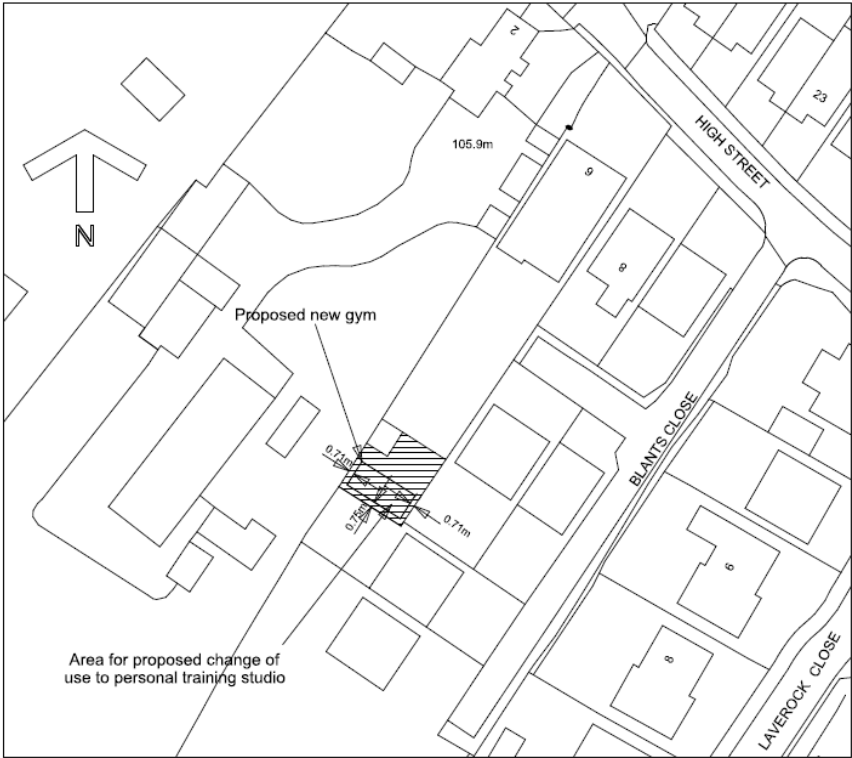 2
23
HIGH STREET
105.9m
9
N
8
Proposed new gym
BLANTS CLOSE
0.71m
0.75m
0.71m
9
8
Area for proposed change of
use to personal training studio
LAVEROCK CLOSE